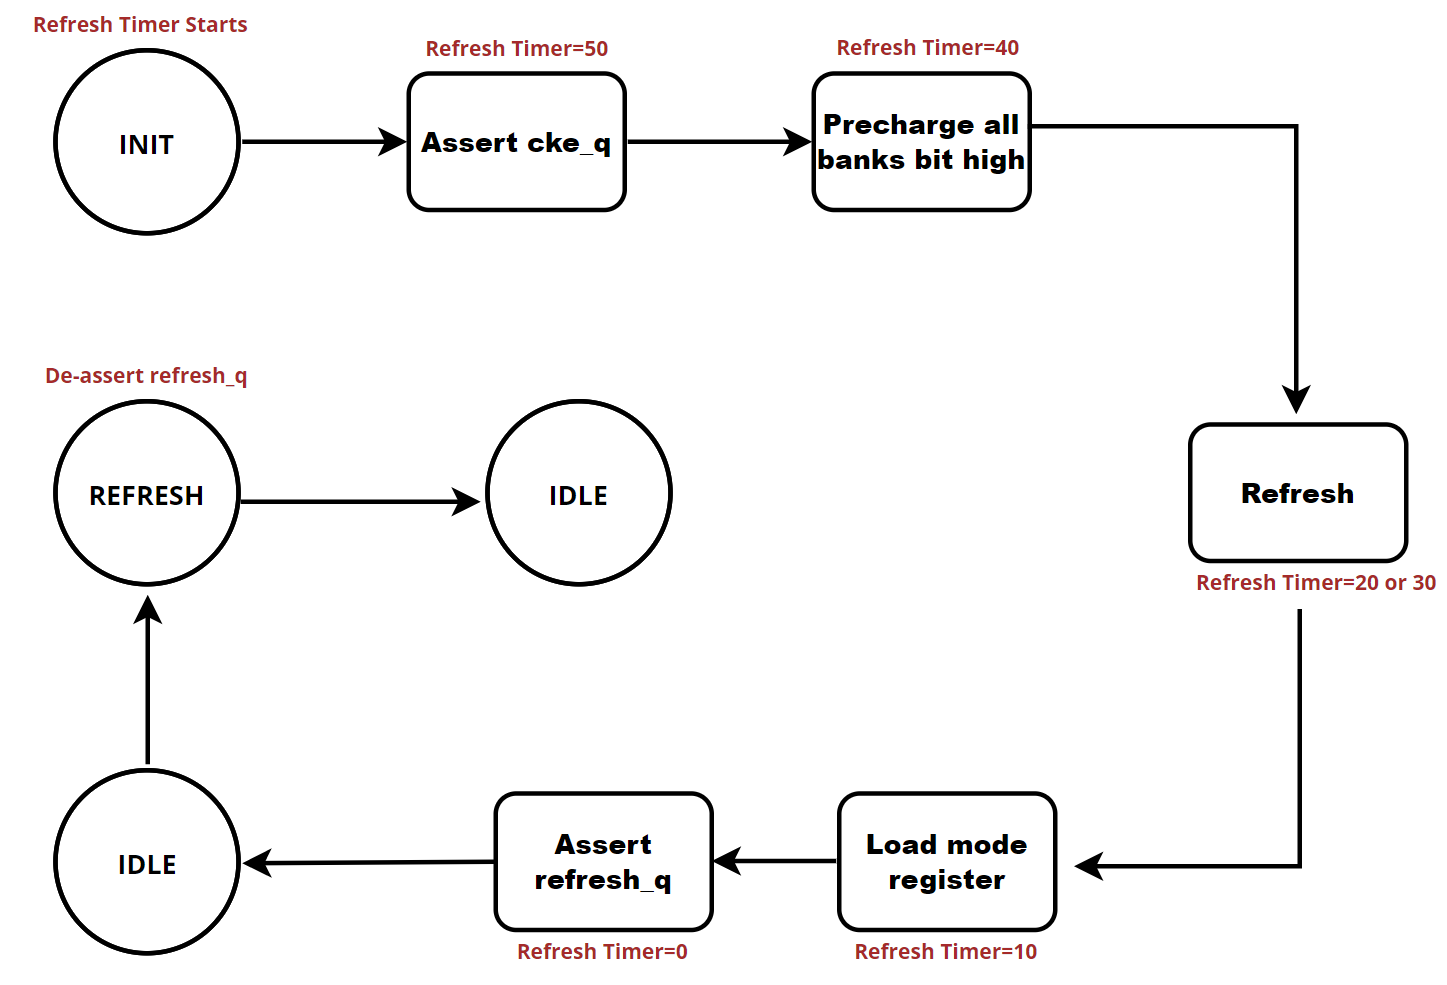 Refresh Timer Starts
INIT
Refresh Timer=50
Assert cke_q
Refresh Timer=40
Precharge all
banks bit high
Refresh
Refresh Timer=20 or 30
Load mode
register
Refresh Timer=10
Assert
refresh_q
Refresh Timer=0
IDLE
De-assert refresh_q
REFRESH
IDLE